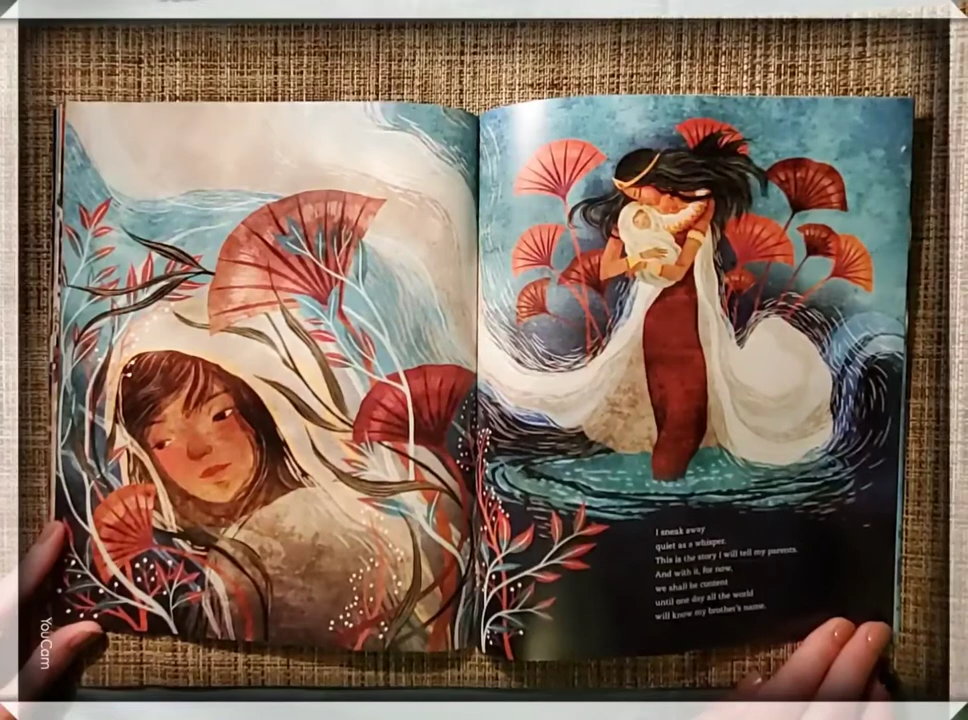 YouCam
I sneak away
quiet as a whisper.
This is the story I will tell my parents.
And with it, for now,
we shall be content
until one day all the world
will know my brother's name.